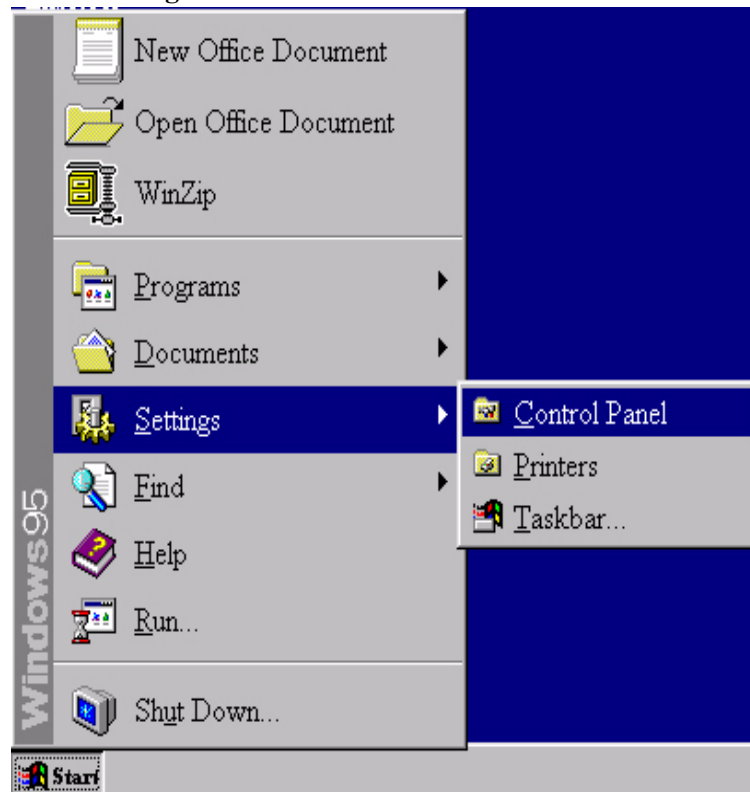 New Office Document
Open Office Document
WinZip
Programs
Documents
Settings
Control Panel
Printers
Taskbar...
Find
Help
Run...
Shut Down...
Windows95
Start